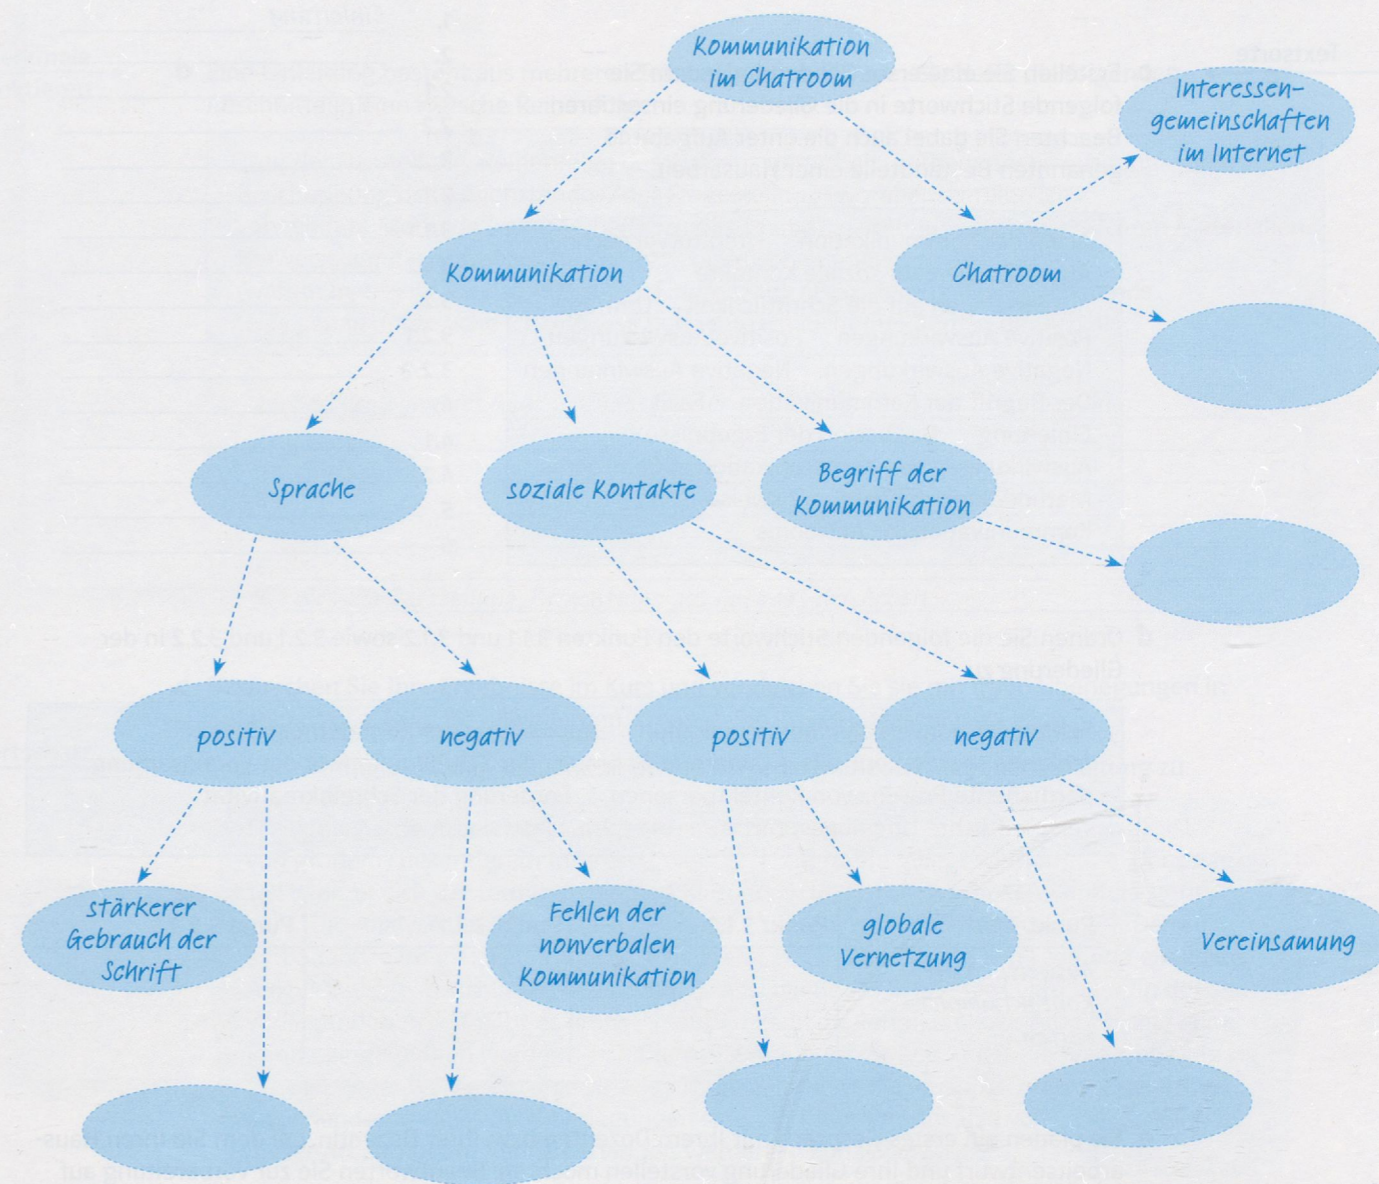 Kommunikation
im Chatroom
Interessen-
gemeinschaften
im Internet
Kommunikation
Chatroom
Sprache
soziale Kontakte
Begriff der
Kommunikation
positiv
negativ
positiv
negativ
stärkerer
Gebrauch der
Schrift
Fehlen der
nonverbalen
Kommunikation
globale
Vernetzung
Vereinsamung